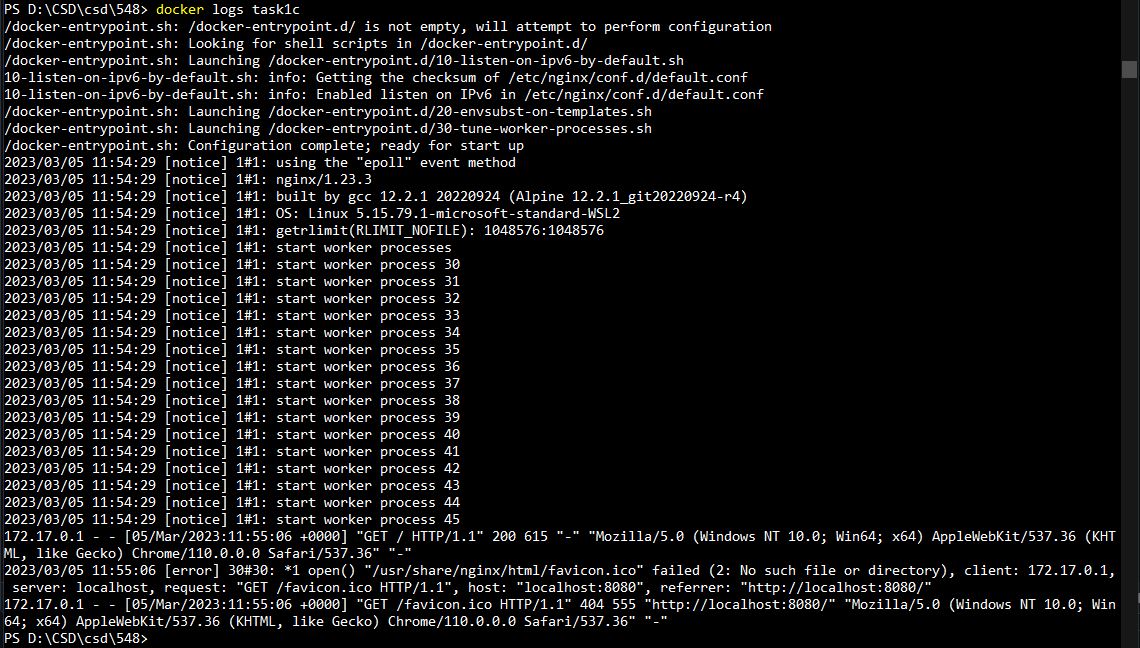 PS D:\CSD\csd\548> docker logs task1c
/docker-entrypoint.sh: /docker-entrypoint.d/ is not empty, will attempt to perform configuration
/docker-entrypoint.sh: Looking for shell scripts in /docker-entrypoint.d/
/docker-entrypoint.sh: Launching /docker-entrypoint.d/10-listen-on-ipv6-by-default.sh
10-listen-on-ipv6-by-default.sh: info: Getting the checksum of /etc/nginx/conf.d/default.conf
10-listen-on-ipv6-by-default.sh: info: Enabled listen on IPv6 in /etc/nginx/conf.d/default.conf
/docker-entrypoint.sh: Launching /docker-entrypoint.d/20-envsubst-on-templates.sh
/docker-entrypoint.sh: Launching /docker-entrypoint.d/30-tune-worker-processes.sh
/docker-entrypoint.sh: Configuration complete; ready for start up
2023/03/05 11:54:29 [notice] 1#1: using the "epoll" event method
2023/03/05 11:54:29 [notice] 1#1: nginx/1.23.3
2023/03/05 11:54:29 [notice] 1#1: built by gcc 12.2.1 20220924 (Alpine 12.2.1_git20220924-r4)
2023/03/05 11:54:29 [notice] 1#1: OS: Linux 5.15.79.1-microsoft-standard-WSL2
2023/03/05 11:54:29 [notice] 1#1: getrlimit(RLIMIT_NOFILE): 1048576:1048576
2023/03/05 11:54:29 [notice] 1#1: start worker processes
2023/03/05 11:54:29 [notice] 1#1: start worker process 30
2023/03/05 11:54:29 [notice] 1#1: start worker process 31
2023/03/05 11:54:29 [notice] 1#1: start worker process 32
2023/03/05 11:54:29 [notice] 1#1: start worker process 33
2023/03/05 11:54:29 [notice] 1#1: start worker process 34
2023/03/05 11:54:29 [notice] 1#1: start worker process 35
2023/03/05 11:54:29 [notice] 1#1: start worker process 36
2023/03/05 11:54:29 [notice] 1#1: start worker process 37
2023/03/05 11:54:29 [notice] 1#1: start worker process 38
2023/03/05 11:54:29 [notice] 1#1: start worker process 39
2023/03/05 11:54:29 [notice] 1#1: start worker process 40
2023/03/05 11:54:29 [notice] 1#1: start worker process 41
2023/03/05 11:54:29 [notice] 1#1: start worker process 42
2023/03/05 11:54:29 [notice] 1#1: start worker process 43
2023/03/05 11:54:29 [notice] 1#1: start worker process 44
2023/03/05 11:54:29 [notice] 1#1: start worker process 45
172.17.0.1 - - [05/Mar/2023:11:55:06 +0000] "GET / HTTP/1.1" 200 615 "-" "Mozilla/5.0 (Windows NT 10.0; Win64; x64) AppleWebKit/537.36 (KHT
ML, like Gecko) Chrome/110.0.0.0 Safari/537.36" "-"
2023/03/05 11:55:06 [error] 30#30: *1 open() "/usr/share/nginx/html/favicon.ico" failed (2: No such file or directory), client: 172.17.0.1,
 server: localhost, request: "GET /favicon.ico HTTP/1.1", host: "localhost:8080", referrer: "http://localhost:8080/"
172.17.0.1 - - [05/Mar/2023:11:55:06 +0000] "GET /favicon.ico HTTP/1.1" 404 555 "http://localhost:8080/" "Mozilla/5.0 (Windows NT 10.0; Win
64; x64) AppleWebKit/537.36 (KHTML, like Gecko) Chrome/110.0.0.0 Safari/537.36" "-"
PS D:\CSD\csd\548>